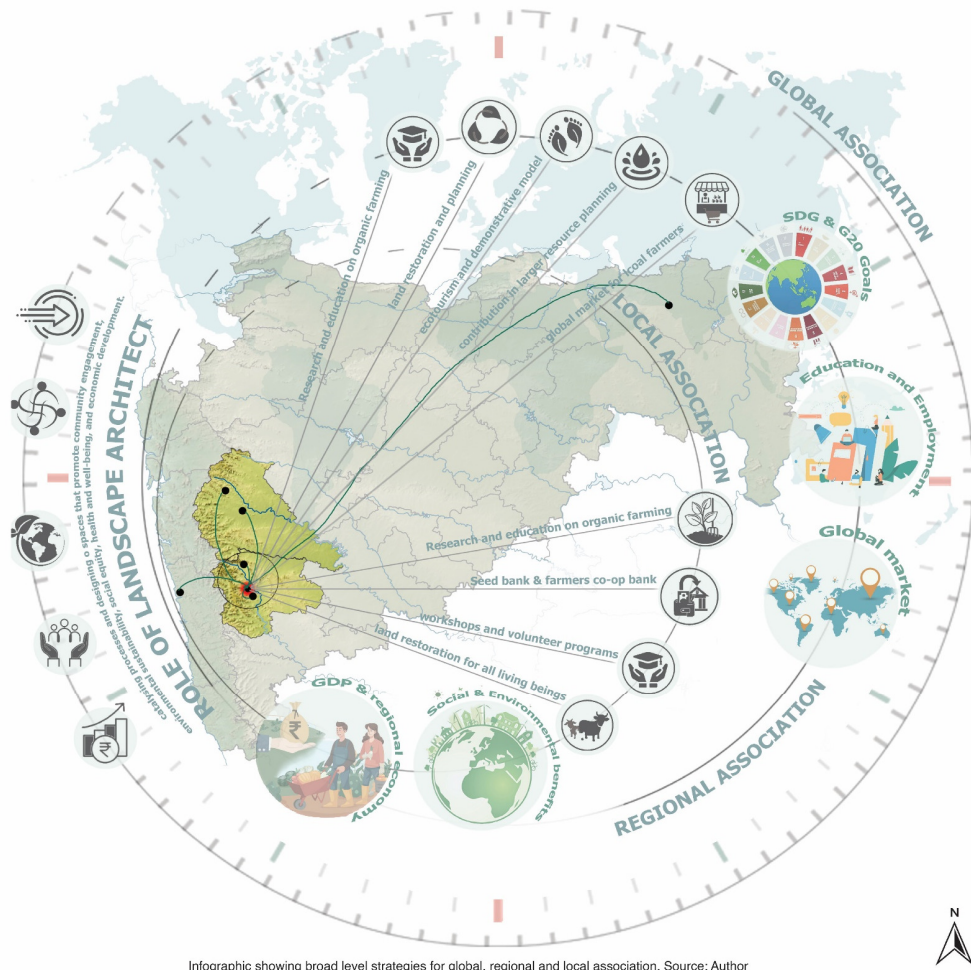 GLOBAL ASSOCIATION
Research and education on organic farming
land restoration and planning
ecotourism and demonstrative model
contribution in larger resource planning
global market for lcoal farmers
SDG & G20 Goals
LOCAL ASSOCIATION
Education and Employment
Global market
Research and education on organic farming
Seed bank & farmers co-op bank
workshops and volunteer programs
land restoration for all living beings
ROLE OF LANDSCAPE ARCHITECT
catalying processes and designing o spaces that promote community engagement,
environmental sustainability, social equity, health and well-being, and economic development.
GDP & regional economy
₹
Social & Environmental benefits
REGIONAL ASSOCIATION
₹
N
Infographic showing broad level strategies for global, regional and local association. Source: Author